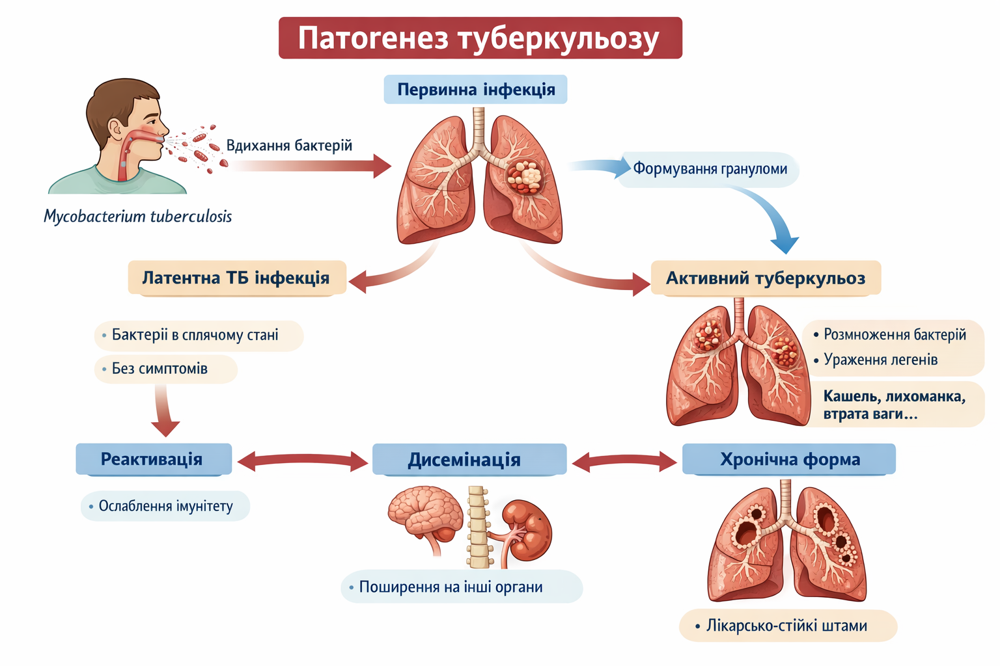 Патогенез туберкульозу
Первинна інфекція
Вдихання бактерій
Формування грануломи
Mycobacterium tuberculosis
Латентна ТБ інфекція
Активний туберкульоз
• Бактерії в сплячому стані
• Без симптомів
• Розмноження бактерій
• Ураження легенів
Кашель, лихоманка,
втрата ваги...
Реактивація
Дисемінація
Хронічна форма
• Ослаблення імунітету
• Поширення на інші органи
• Лікарсько-стійкі штами